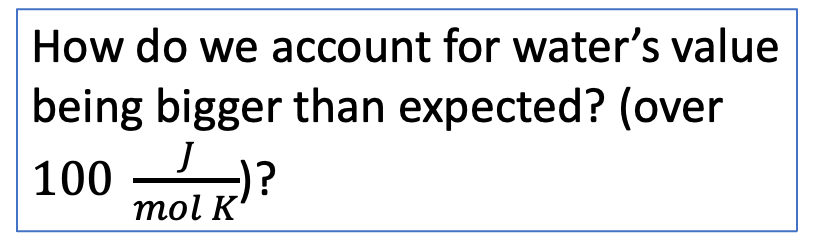 How do we account for water’s value
being bigger than expected? (over
100 J/mol K)?